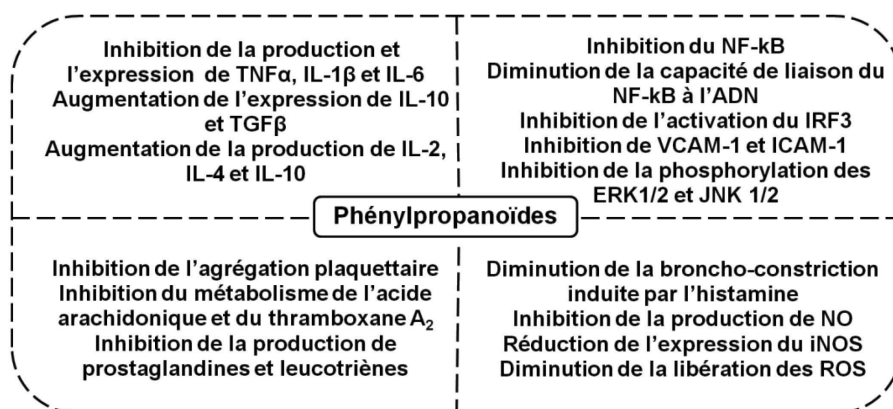 Inhibition de la production et
l’expression de TNFα, IL-1β et IL-6
Augmentation de l’expression de IL-10
et TGFβ
Augmentation de la production de IL-2,
IL-4 et IL-10
Inhibition du NF-kB
Diminution de la capacité de liaison du
NF-kB à l’ADN
Inhibition de l’activation du IRF3
Inhibition de VCAM-1 et ICAM-1
Inhibition de la phosphorylation des
ERK1/2 et JNK 1/2
Phénylpropanoïdes
Inhibition de l’agrégation plaquettaire
Inhibition du métabolisme de l’acide
arachidonique et du thramboxane A₂
Inhibition de la production de
prostaglandines et leucotriènes
Diminution de la broncho-constriction
induite par l’histamine
Inhibition de la production de NO
Réduction de l’expression du iNOS
Diminution de la libération des ROS